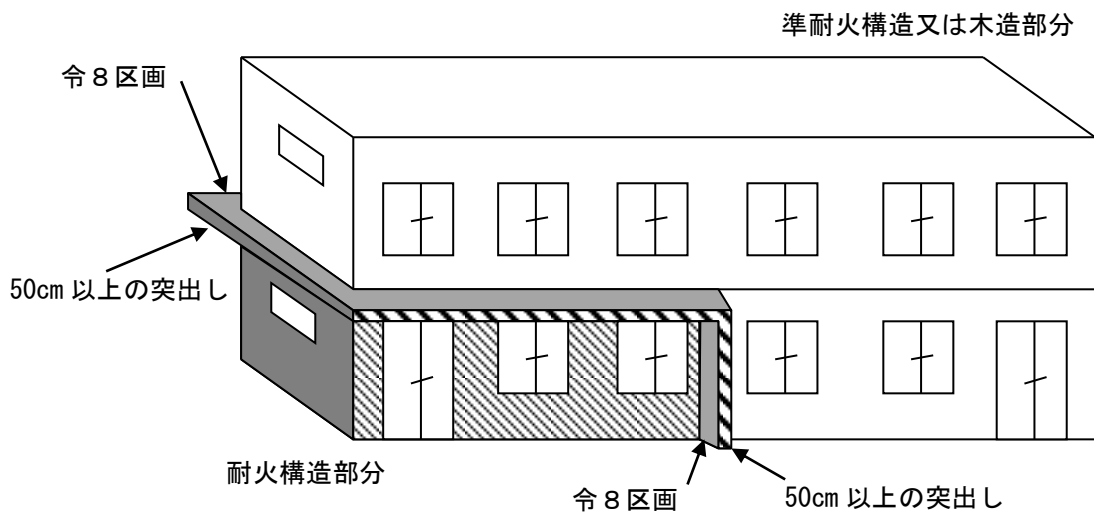 準耐火構造又は木造部分
令８区画
50cm 以上の突出し
耐火構造部分
令８区画
50cm 以上の突出し